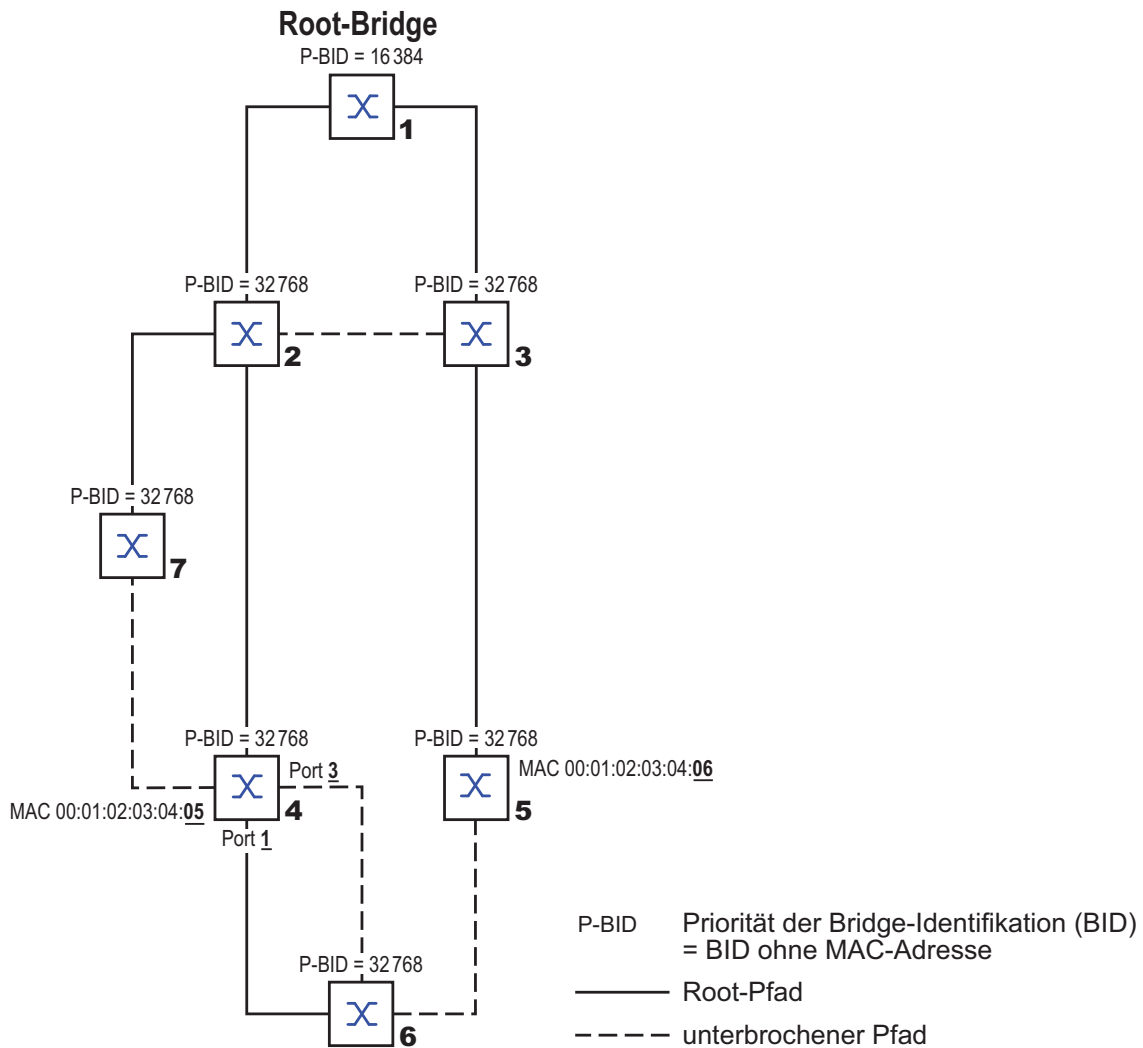 Root-Bridge
P-BID = 16 384
1
P-BID = 32 768
P-BID = 32 768
2
3
P-BID = 32 768
7
P-BID = 32 768
P-BID = 32 768
Port 3
MAC 00:01:02:03:04:06
MAC 00:01:02:03:04:05
4
5
Port 1
P-BID = 32 768
6
P-BID Priorität der Bridge-Identifikation (BID)
= BID ohne MAC-Adresse
Root-Pfad
unterbrochener Pfad